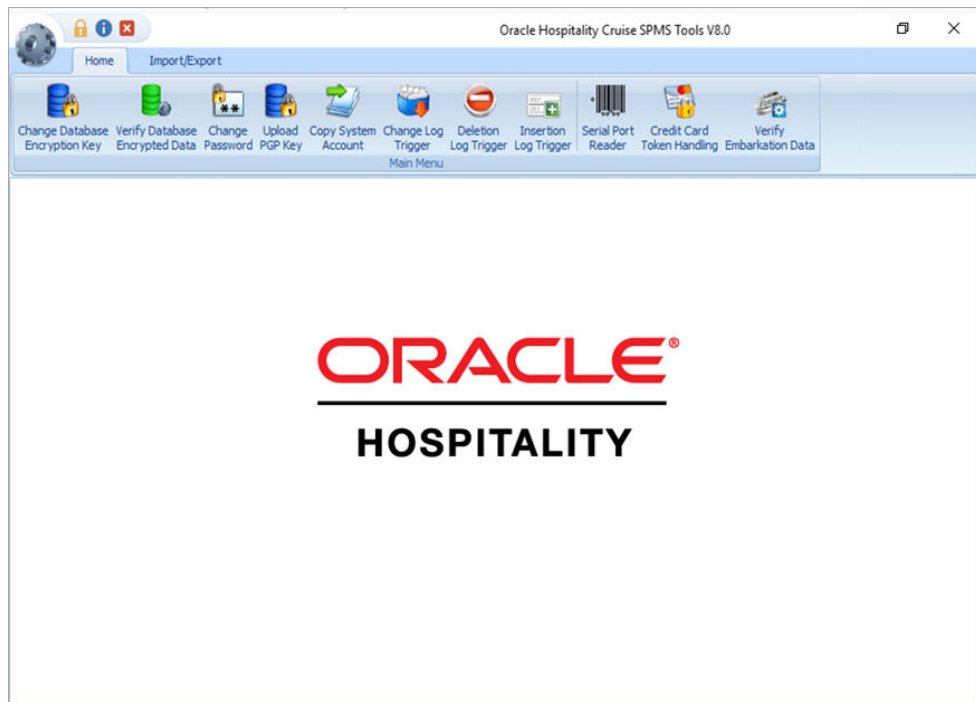 Oracle Hospitality Cruise SPMS Tools V8.0
Home Import/Export
Change Database Verify Database Change Upload Copy System Change Log Deletion Insertion Serial Port Credit Card Verify
Encryption Key Encrypted Data Password PGP Key Account Trigger Log Trigger Log Trigger Reader Token Handling Embarkation Data
Main Menu
ORACLE®
HOSPITALITY